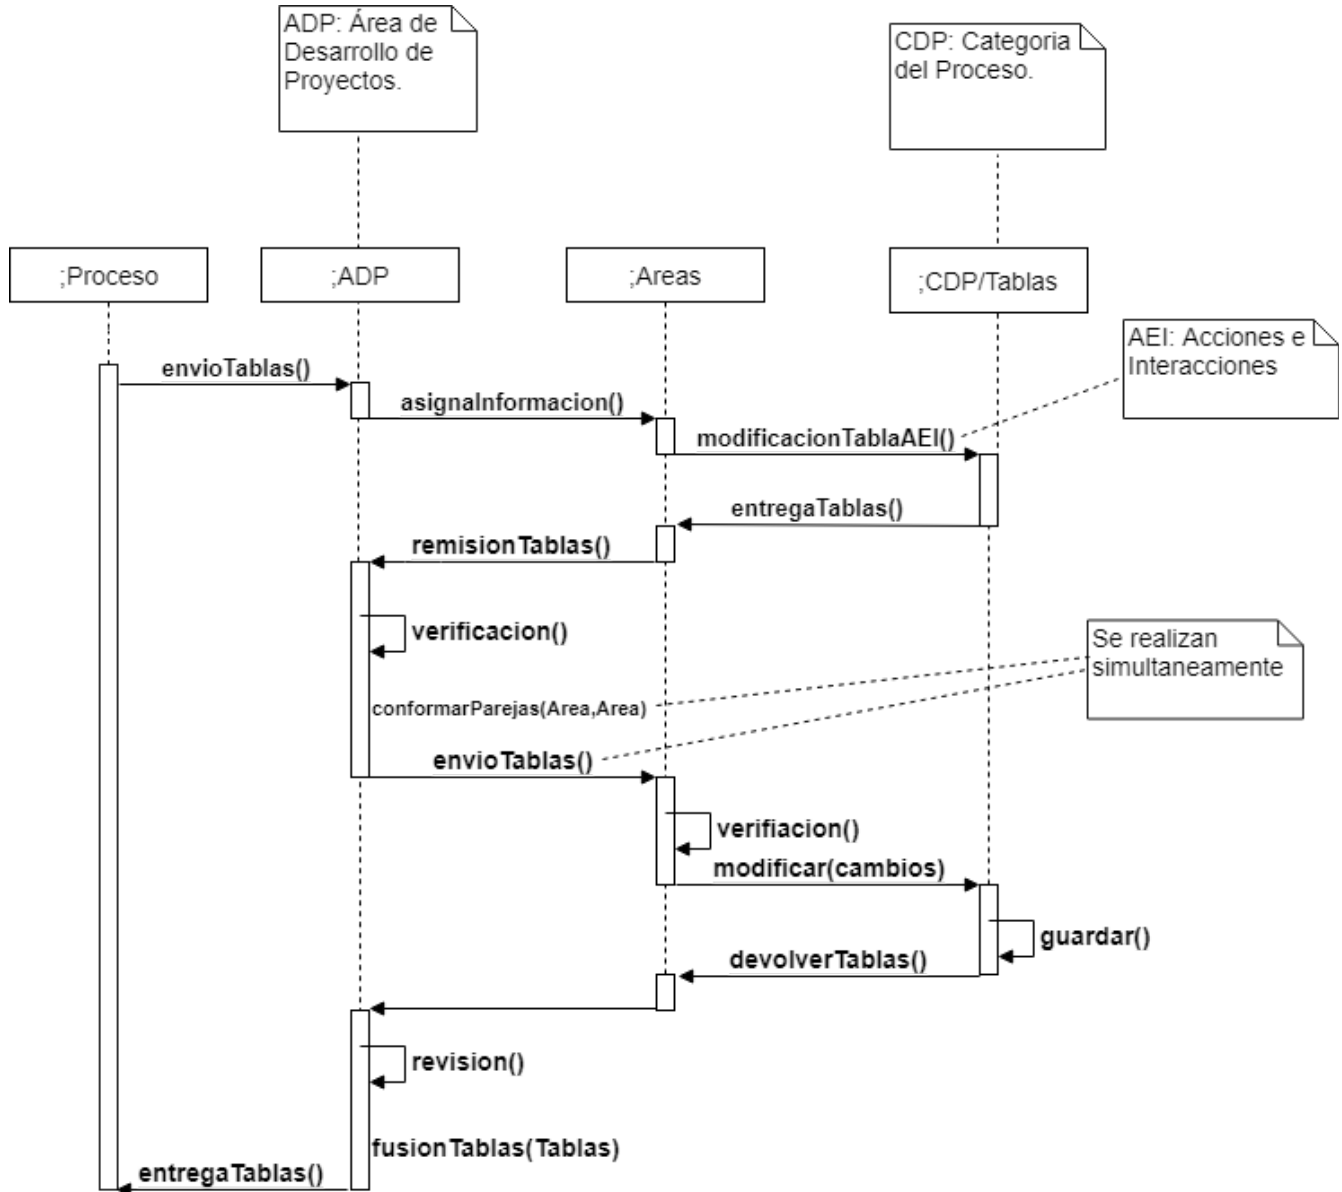 ADP: Área de
Desarrollo de
Proyectos.
CDP: Categoria
del Proceso.
;Proceso
;ADP
;Areas
;CDP/Tablas
AEI: Acciones e
Interacciones
envioTablas()
asignaInformacion()
modificacionTablaAEI()
entregaTablas()
remisionTablas()
verificacion()
Se realizan
simultaneamente
conformarParejas(Area,Area)
envioTablas()
verifiacion()
modificar(cambios)
guardar()
devolverTablas()
revision()
fusionTablas(Tablas)
entregaTablas()